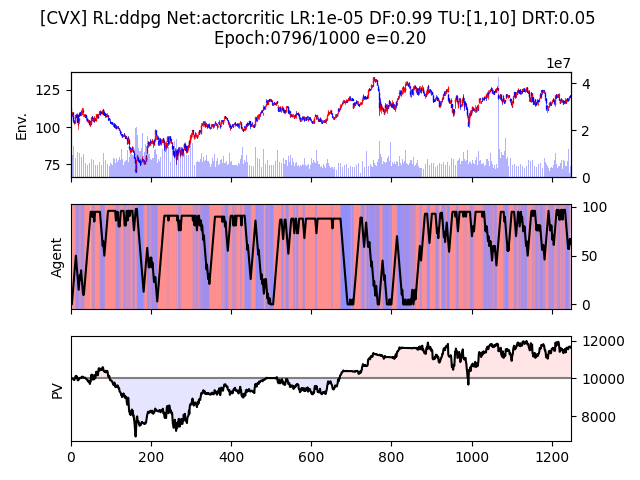 [CVX] RL:ddpg Net:actorcritic LR:1e-05 DF:0.99 TU:[1,10] DRT:0.05
Epoch:0796/1000 e=0.20
1e7
125
100
75
Env.
4
2
0
Agent
100
50
0
PV
12000
10000
8000
0 200 400 600 800 1000 1200